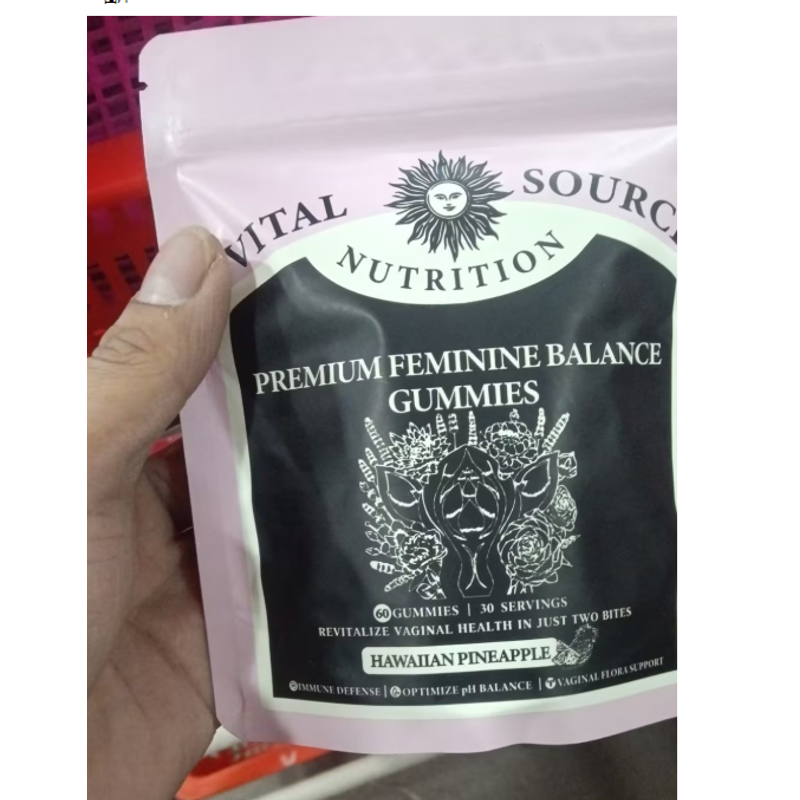 VITAL SOURC
NUTRITION
PREMIUM FEMININE BALANCE
GUMMIES
60 GUMMIES | 30 SERVINGS
REVITALIZE VAGINAL HEALTH IN JUST TWO BITES
HAWAIIAN PINEAPPLE
IMMUNE DEFENSE | OPTIMIZE pH BALANCE | VAGINAL FLORA SUPPORT